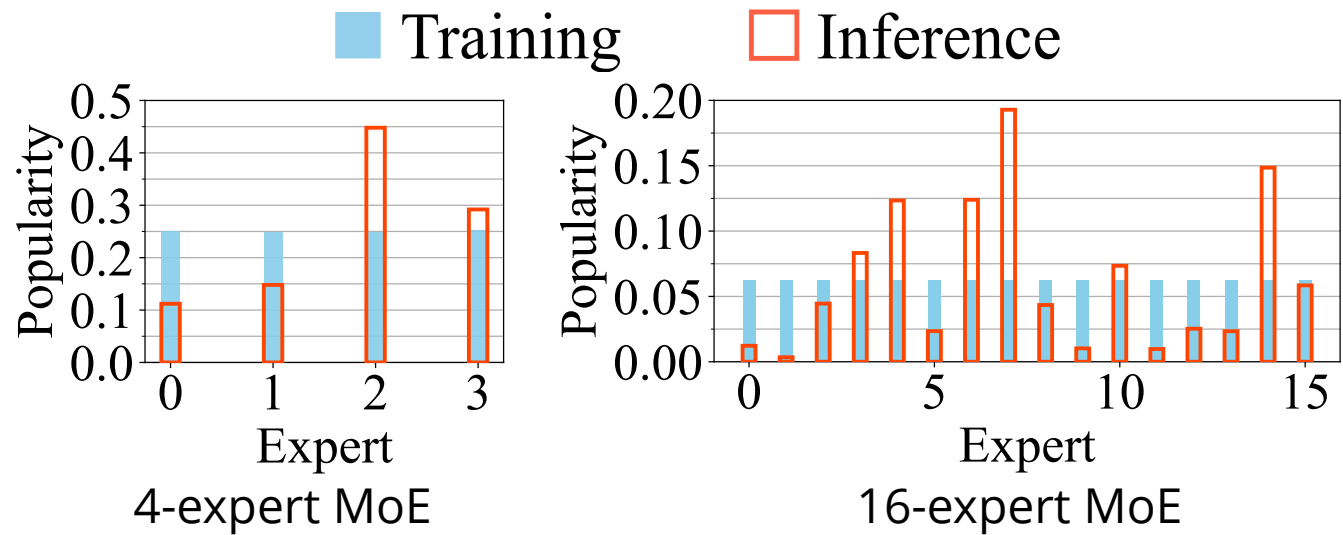 Training Inference
Popularity
0.5
0.4
0.3
0.2
0.1
0.0
0 1 2 3
Expert
4-expert MoE
Popularity
0.20
0.15
0.10
0.05
0.00
0 5 10 15
Expert
16-expert MoE